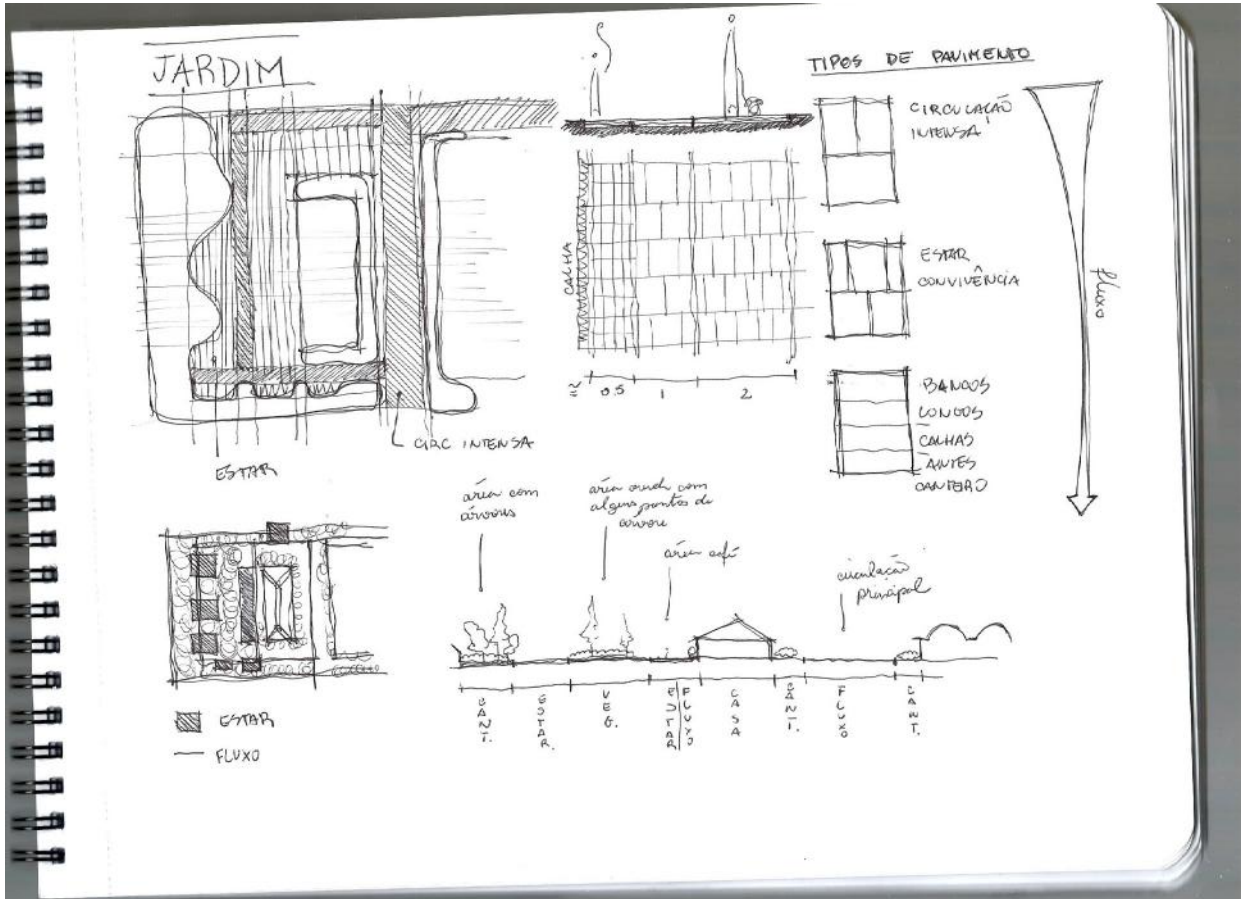 JARDIM
CIRC INTENSA
ESTAR
CALHA
0.5
1
2
TIPOS DE PAVIMENTO
CIRCULAÇÃO
INTENSA
ESTAR
CONVIVÊNCIA
BANCOS
LONGOS
CALHAS
ANTES
CANTEIRO
fluxo
ESTAR
FLUXO
área com
árvores
área verde com
alguns pontos de
árvore
área café
circulação
principal
CANT.
ESTAR.
VEG.
ESTAR
FLUXO
CASA
CANT.
FLUXO
CANT.